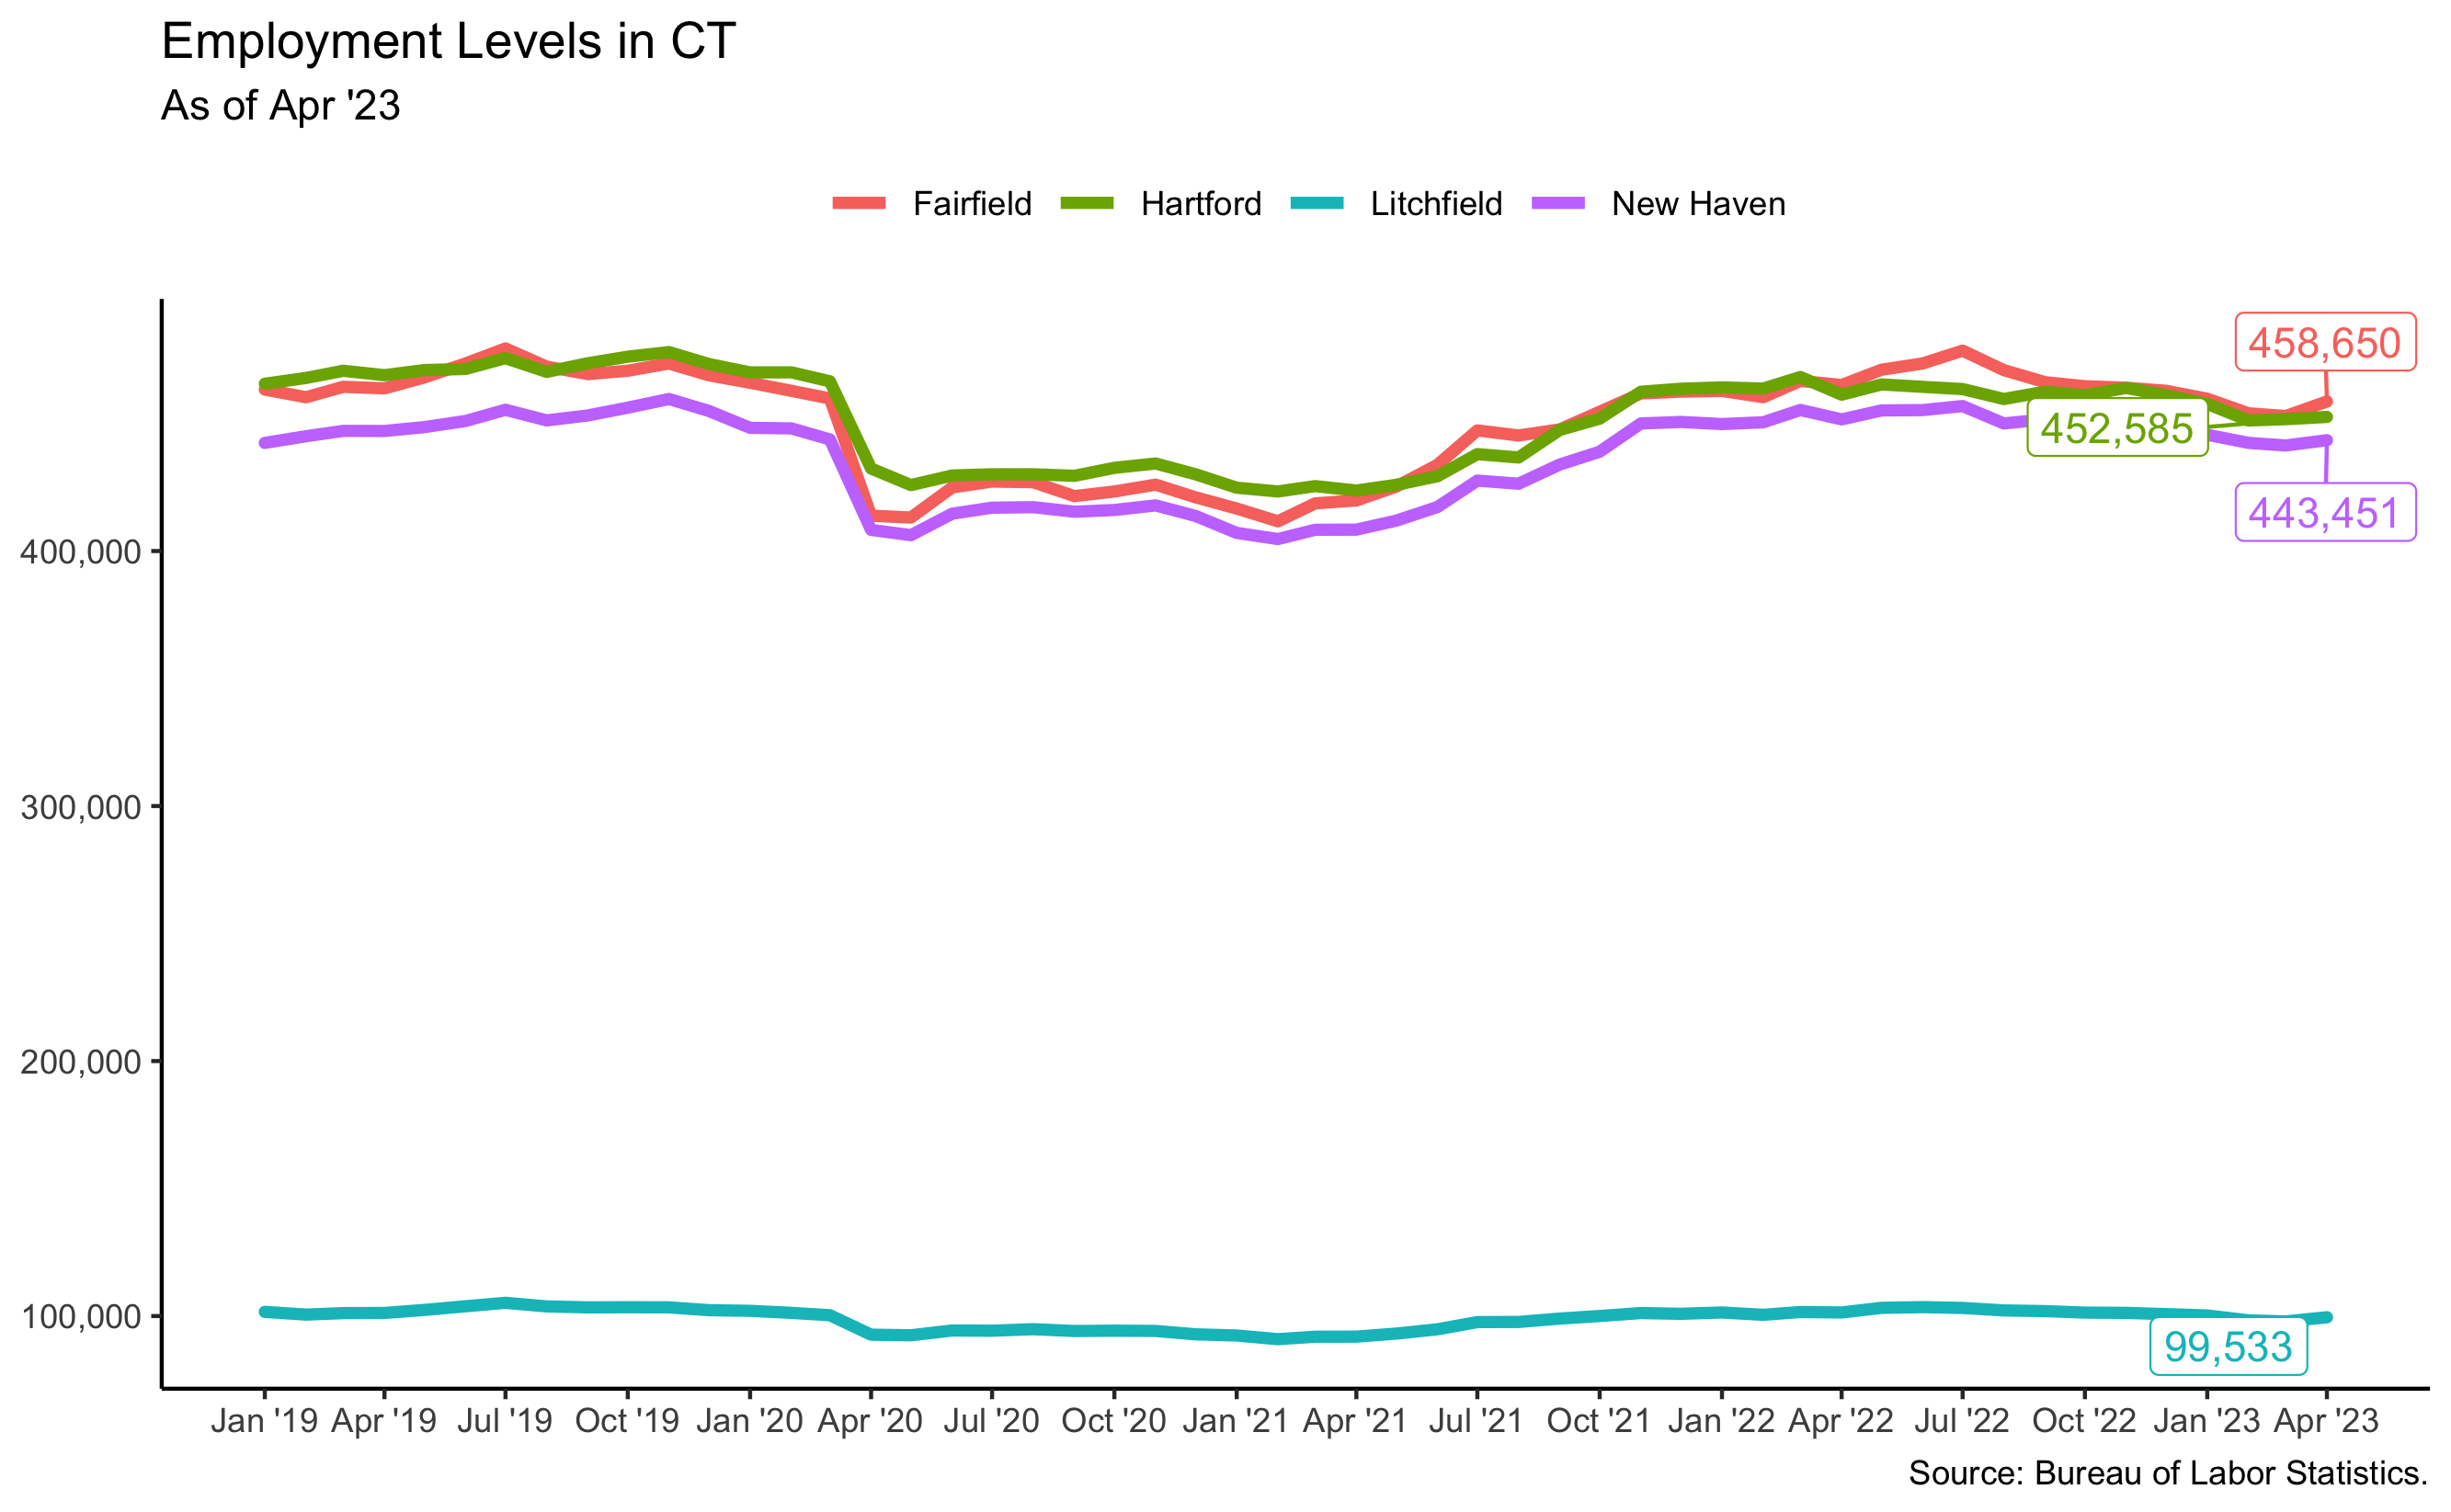 Employment Levels in CT
As of Apr '23
Fairfield Hartford Litchfield New Haven
458,650
452,585
443,451
400,000
300,000
200,000
100,000
99,533
Jan '19 Apr '19 Jul '19 Oct '19 Jan '20 Apr '20 Jul '20 Oct '20 Jan '21 Apr '21 Jul '21 Oct '21 Jan '22 Apr '22 Jul '22 Oct '22 Jan '23 Apr '23
Source: Bureau of Labor Statistics.